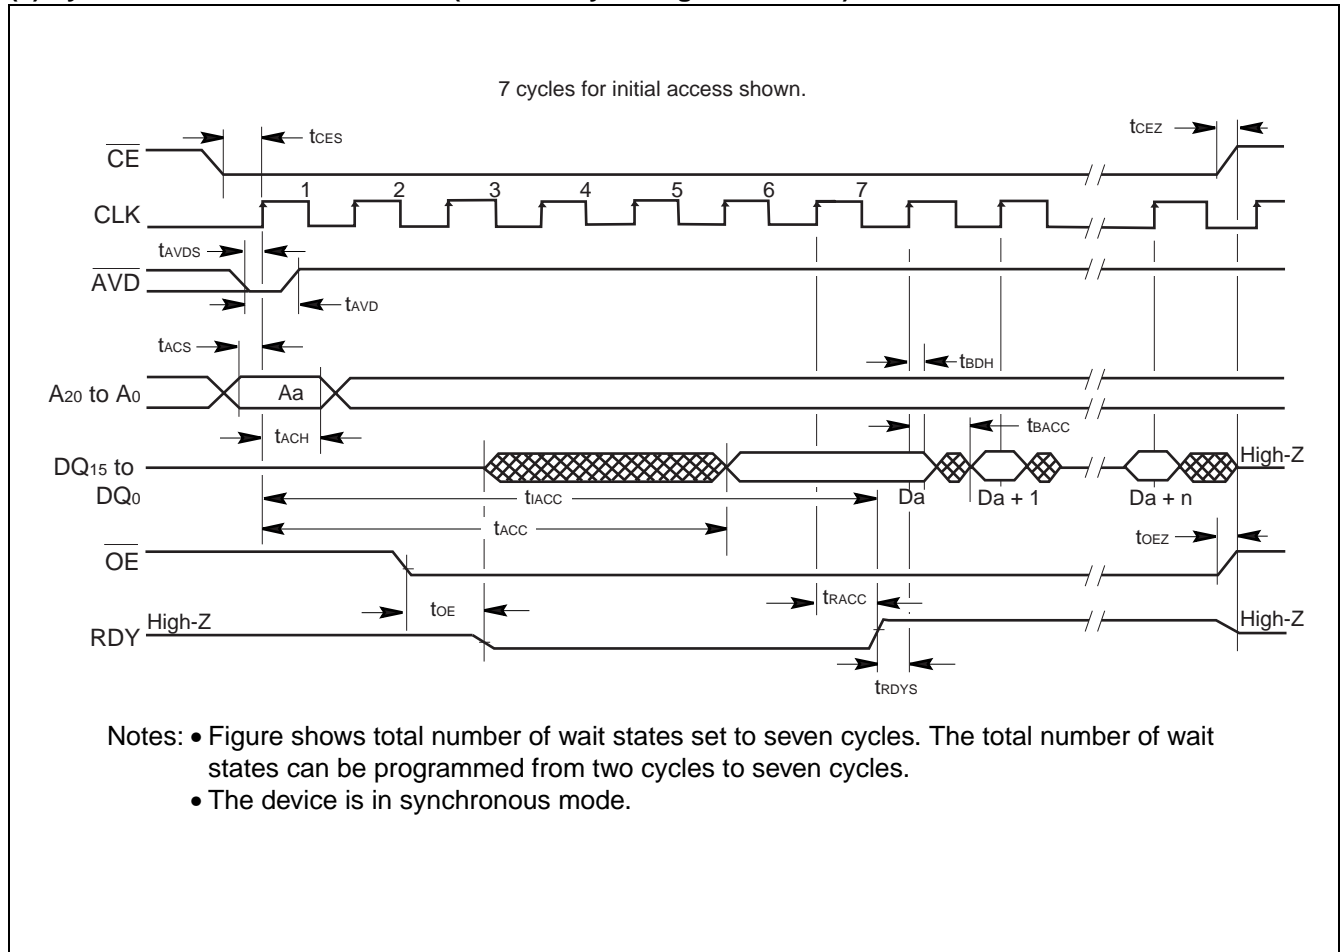 7 cycles for initial access shown.
tCES
tCEZ
CE
1 2 3 4 5 6 7
CLK
tAVDS
AVD
tAVD
tACS
tBDH
A20 to A0
Aa
tACH
tBACC
DQ15 to
DQ0
High-Z
tIACC
Da
Da + 1
Da + n
tACC
tOEZ
OE
tOE
tRACC
High-Z
RDY
High-Z
tRDYS
Notes: • Figure shows total number of wait states set to seven cycles. The total number of wait
states can be programmed from two cycles to seven cycles.
• The device is in synchronous mode.